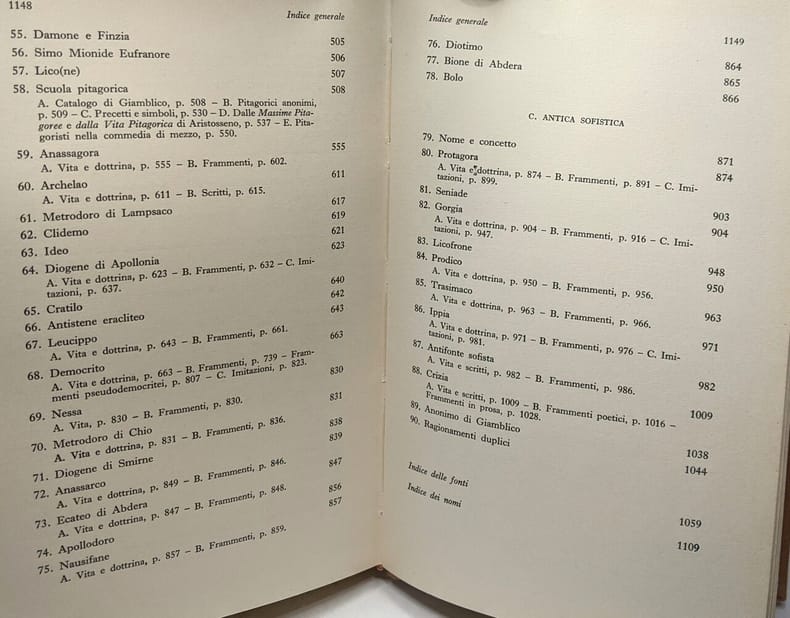 1148
Indice generale
55. Damone e Finzia 505
56. Simo Mionide Eufranore 506
57. Lico(ne) 507
58. Scuola pitagorica 508
A. Catalogo di Giamblico, p. 508 – B. Pitagorici anonimi,
p. 509 – C. Precetti e simboli, p. 530 – D. Dalle Massime Pita-
goree e dalla Vita Pitagorica di Aristosseno, p. 537 – E. Pita-
goristi nella commedia di mezzo, p. 550.
59. Anassagora 555
A. Vita e dottrina, p. 555 – B. Frammenti, p. 602.
60. Archelao 611
A. Vita e dottrina, p. 611 – B. Scritti, p. 615.
61. Metrodoro di Lampsaco 617
62. Clidemo 619
63. Ideo 621
64. Diogene di Apollonia 623
A. Vita e dottrina, p. 623 – B. Frammenti, p. 632 – C. Imi-
tazioni, p. 637.
65. Cratilo 640
66. Antistene eracliteo 642
67. Leucippo 643
A. Vita e dottrina, p. 643 – B. Frammenti, p. 661.
68. Democrito 663
A. Vita e dottrina, p. 663 – B. Frammenti, p. 739 – Fram-
menti pseudodemocritei, p. 807 – C. Imitazioni, p. 823.
69. Nessa 830
A. Vita, p. 830 – B. Frammenti, p. 830.
70. Metrodoro di Chio 831
A. Vita e dottrina, p. 831 – B. Frammenti, p. 836.
71. Diogene di Smirne 838
72. Anassarco 839
A. Vita e dottrina, p. 849 – B. Frammenti, p. 846.
73. Ecateo di Abdera 847
A. Vita e dottrina, p. 847 – B. Frammenti, p. 848.
74. Apollodoro 856
75. Nausifane 857
A. Vita e dottrina, p. 857 – B. Frammenti, p. 859.
Indice generale
1149
76. Diotimo 864
77. Bione di Abdera 865
78. Bolo 866
C. ANTICA SOFISTICA
79. Nome e concetto 871
80. Protagora 874
A. Vita e dottrina, p. 874 – B. Frammenti, p. 891 – C. Imi-
tazioni, p. 899.
81. Seniade 903
82. Gorgia 904
A. Vita e dottrina, p. 904 – B. Frammenti, p. 916 – C. Imi-
tazioni, p. 947.
83. Licofrone 948
84. Prodico 950
A. Vita e dottrina, p. 950 – B. Frammenti, p. 956.
85. Trasimaco 963
A. Vita e dottrina, p. 963 – B. Frammenti, p. 966.
86. Ippia 971
A. Vita e dottrina, p. 971 – B. Frammenti, p. 976 – C. Imi-
tazioni, p. 981.
87. Antifonte sofista 982
A. Vita e scritti, p. 982 – B. Frammenti, p. 986.
88. Crizia 1009
A. Vita e scritti, p. 1009 – B. Frammenti poetici, p. 1016 –
Frammenti in prosa, p. 1028.
89. Anonimo di Giamblico 1038
90. Ragionamenti duplici 1044
Indice delle fonti 1059
Indice dei nomi 1109